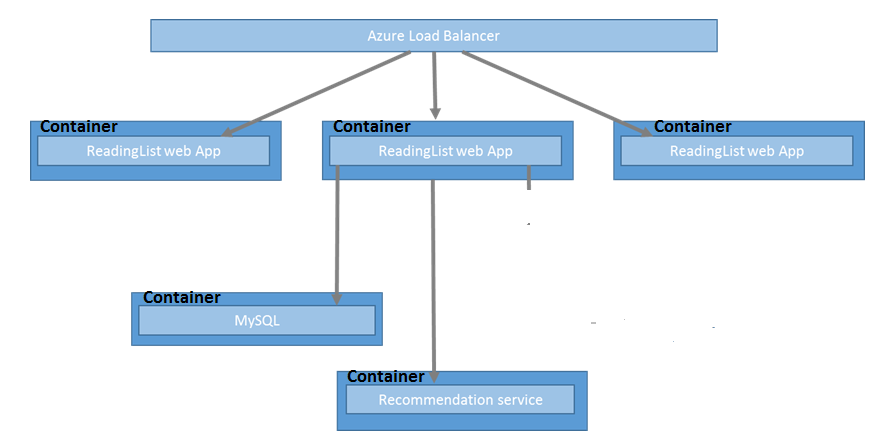 Azure Load Balancer
Container
ReadingList web App
Container
ReadingList web App
Container
ReadingList web App
Container
MySQL
Container
Recommendation service